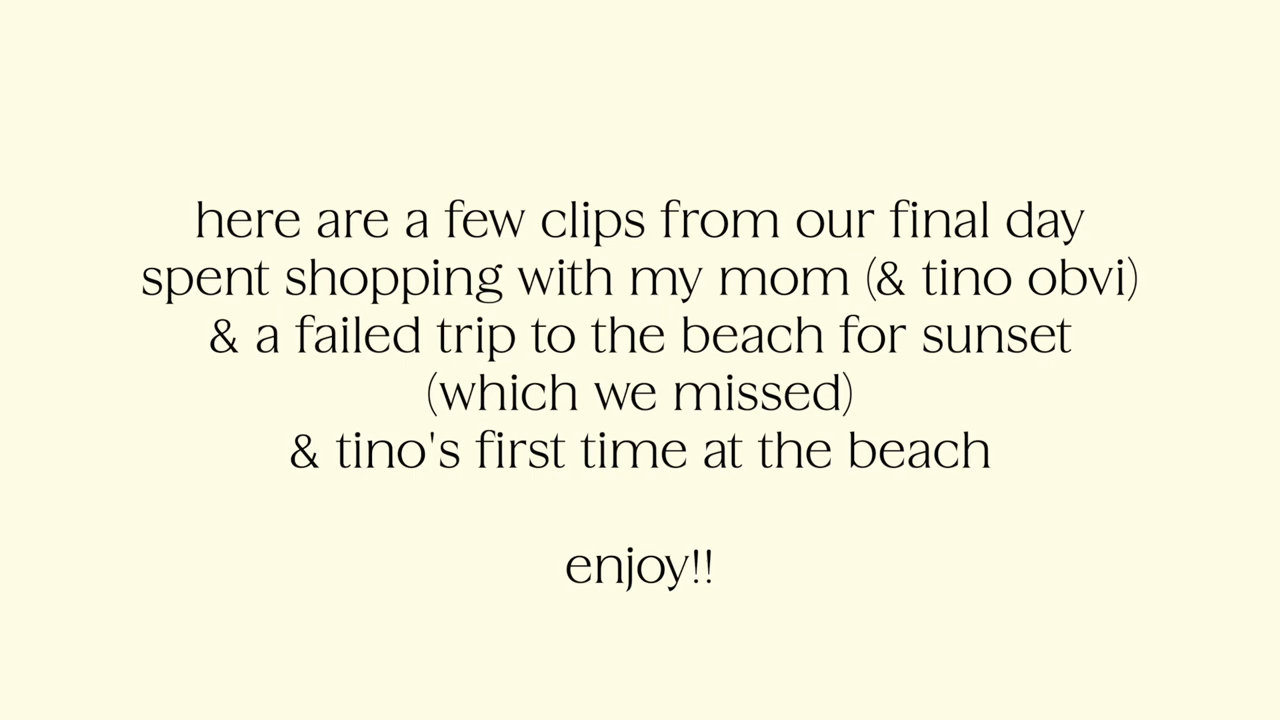 here are a few clips from our final day
spent shopping with my mom (& tino obvi)
& a failed trip to the beach for sunset
(which we missed)
& tino's first time at the beach
enjoy!!